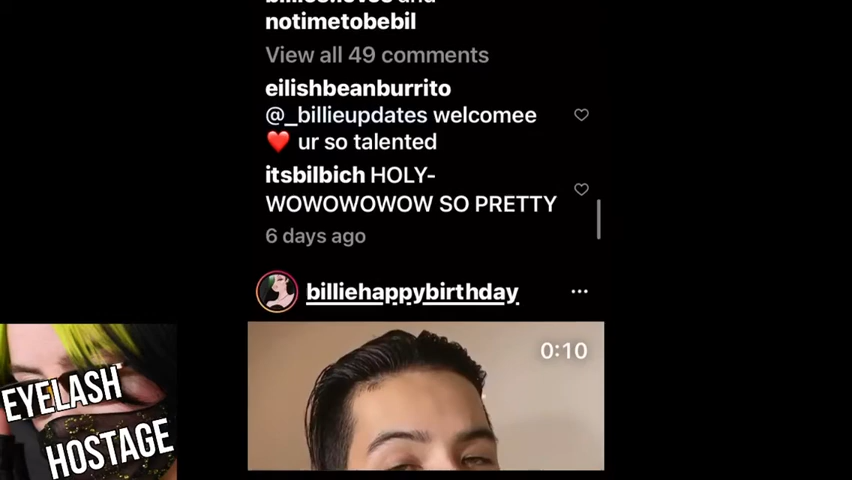 notimetobebil
View all 49 comments
eilishbeanburrito
@_billieupdates welcomee
❤️ ur so talented
itsbilbich HOLY-
WOWOWOWOW SO PRETTY
6 days ago
billiehappybirthday
0:10
EYELASH
HOSTAGE